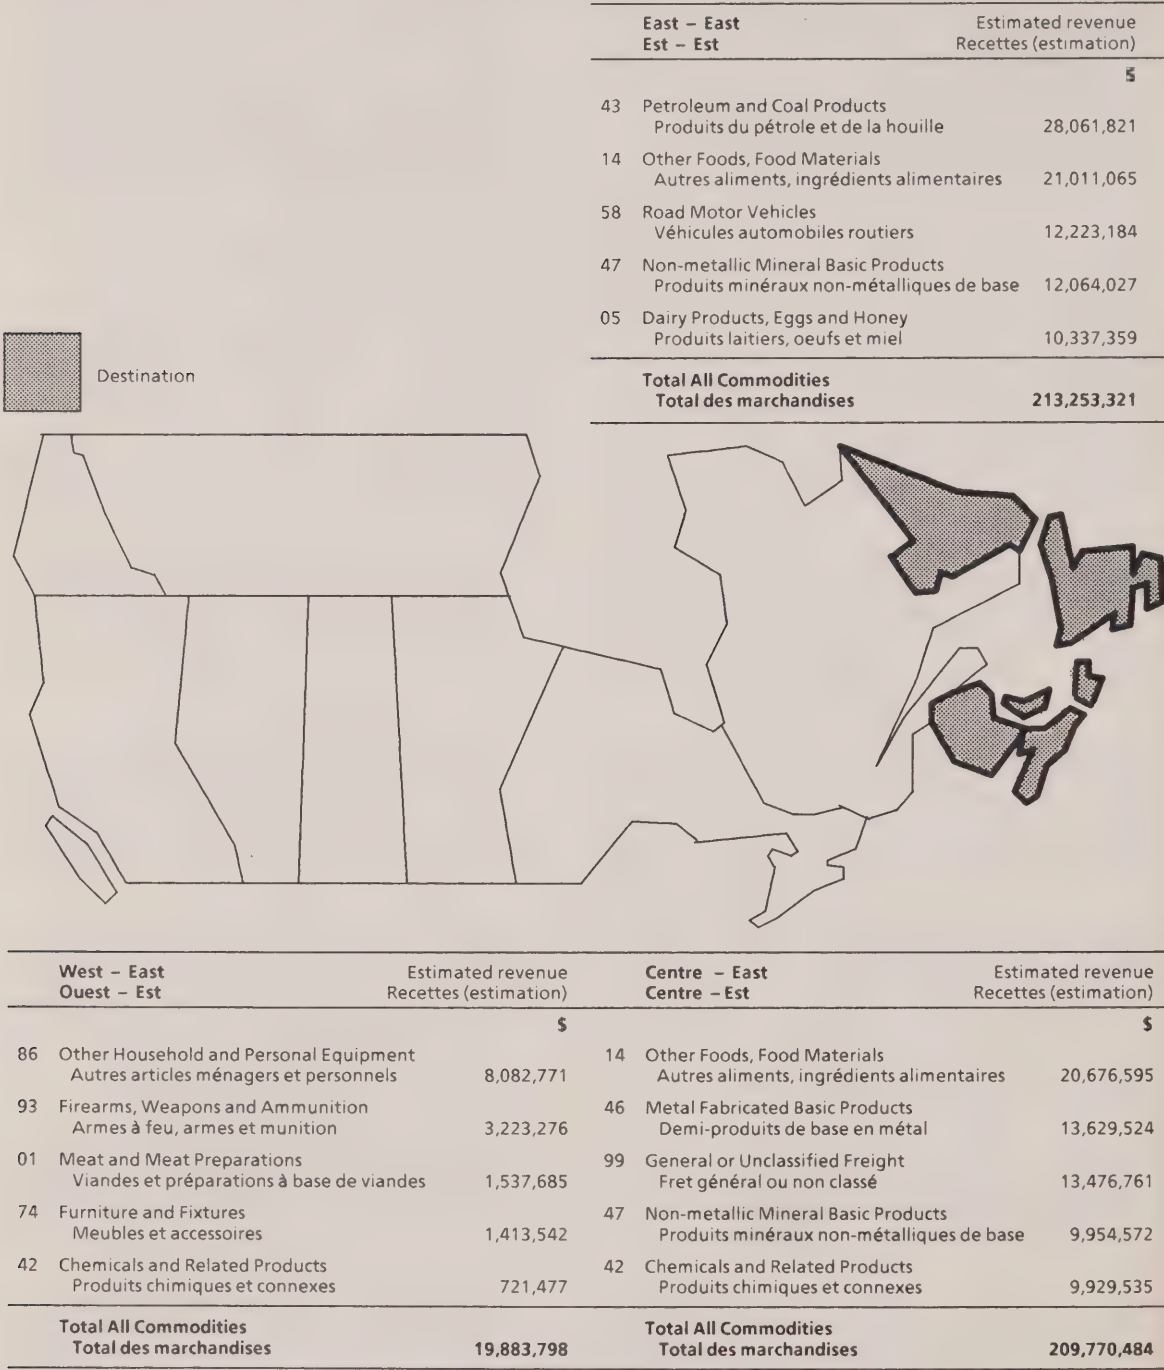 East – East Estimated revenue
Est – Est Recettes (estimation)
$
43 Petroleum and Coal Products
Produits du pétrole et de la houille 28,061,821
14 Other Foods, Food Materials
Autres aliments, ingrédients alimentaires 21,011,065
58 Road Motor Vehicles
Véhicules automobiles routiers 12,223,184
47 Non-metallic Mineral Basic Products
Produits minéraux non-métalliques de base 12,064,027
05 Dairy Products, Eggs and Honey
Produits laitiers, oeufs et miel 10,337,359
Total All Commodities
Total des marchandises 213,253,321
Destination
West – East Estimated revenue
Ouest – Est Recettes (estimation)
$
86 Other Household and Personal Equipment
Autres articles ménagers et personnels 8,082,771
93 Firearms, Weapons and Ammunition
Armes à feu, armes et munition 3,223,276
01 Meat and Meat Preparations
Viandes et préparations à base de viandes 1,537,685
74 Furniture and Fixtures
Meubles et accessoires 1,413,542
42 Chemicals and Related Products
Produits chimiques et connexes 721,477
Total All Commodities
Total des marchandises 19,883,798
Centre – East Estimated revenue
Centre – Est Recettes (estimation)
$
14 Other Foods, Food Materials
Autres aliments, ingrédients alimentaires 20,676,595
46 Metal Fabricated Basic Products
Demi-produits de base en métal 13,629,524
99 General or Unclassified Freight
Fret général ou non classé 13,476,761
47 Non-metallic Mineral Basic Products
Produits minéraux non-métalliques de base 9,954,572
42 Chemicals and Related Products
Produits chimiques et connexes 9,929,535
Total All Commodities
Total des marchandises 209,770,484